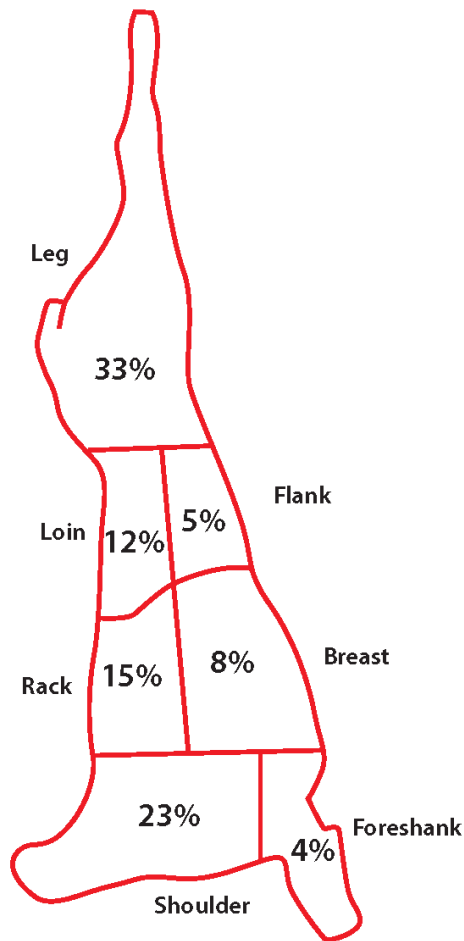 Leg
33%
Flank
5%
Loin
12%
Breast
8%
Rack
15%
23%
Foreshank
4%
Shoulder